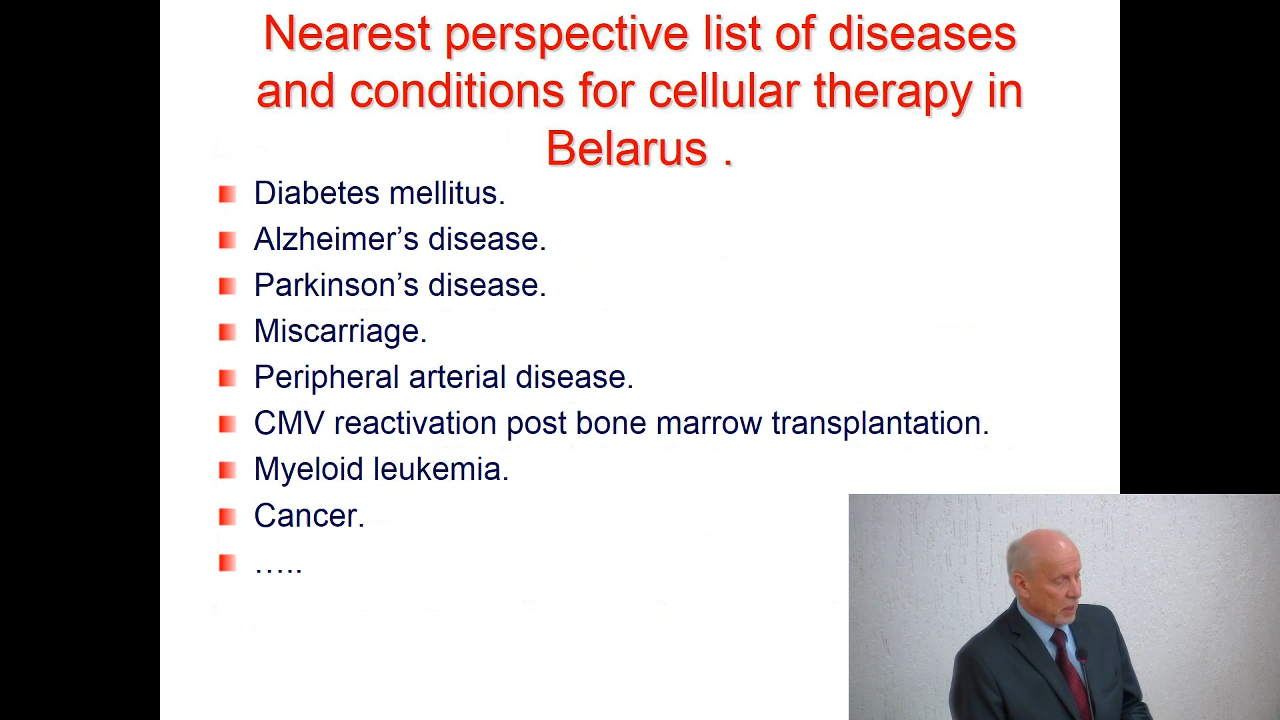 Nearest perspective list of diseases
and conditions for cellular therapy in
Belarus .
Diabetes mellitus.
Alzheimer’s disease.
Parkinson’s disease.
Miscarriage.
Peripheral arterial disease.
CMV reactivation post bone marrow transplantation.
Myeloid leukemia.
Cancer.
…..